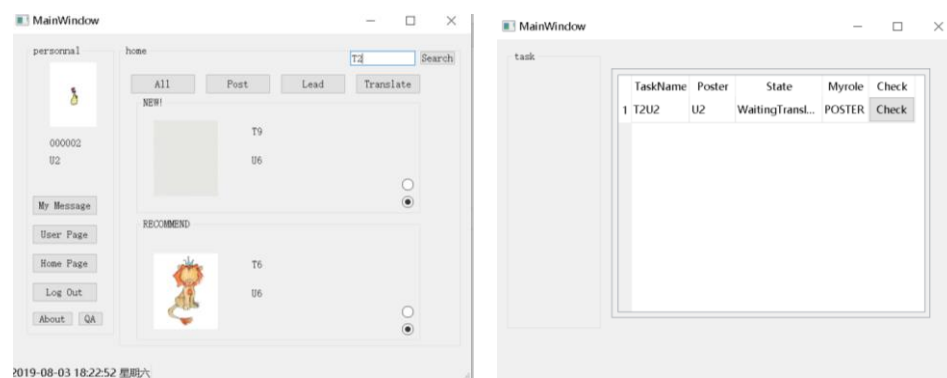 MainWindow
personnal
000002
U2
My Message
User Page
Home Page
Log Out
About QA
home
T2 Search
All Post Lead Translate
NEW!
T9
U6
RECOMMEND
T6
U6
2019-08-03 18:22:52 星期六
MainWindow
task
TaskName Poster State Myrole Check
1 T2U2 U2 WaitingTransl... POSTER Check